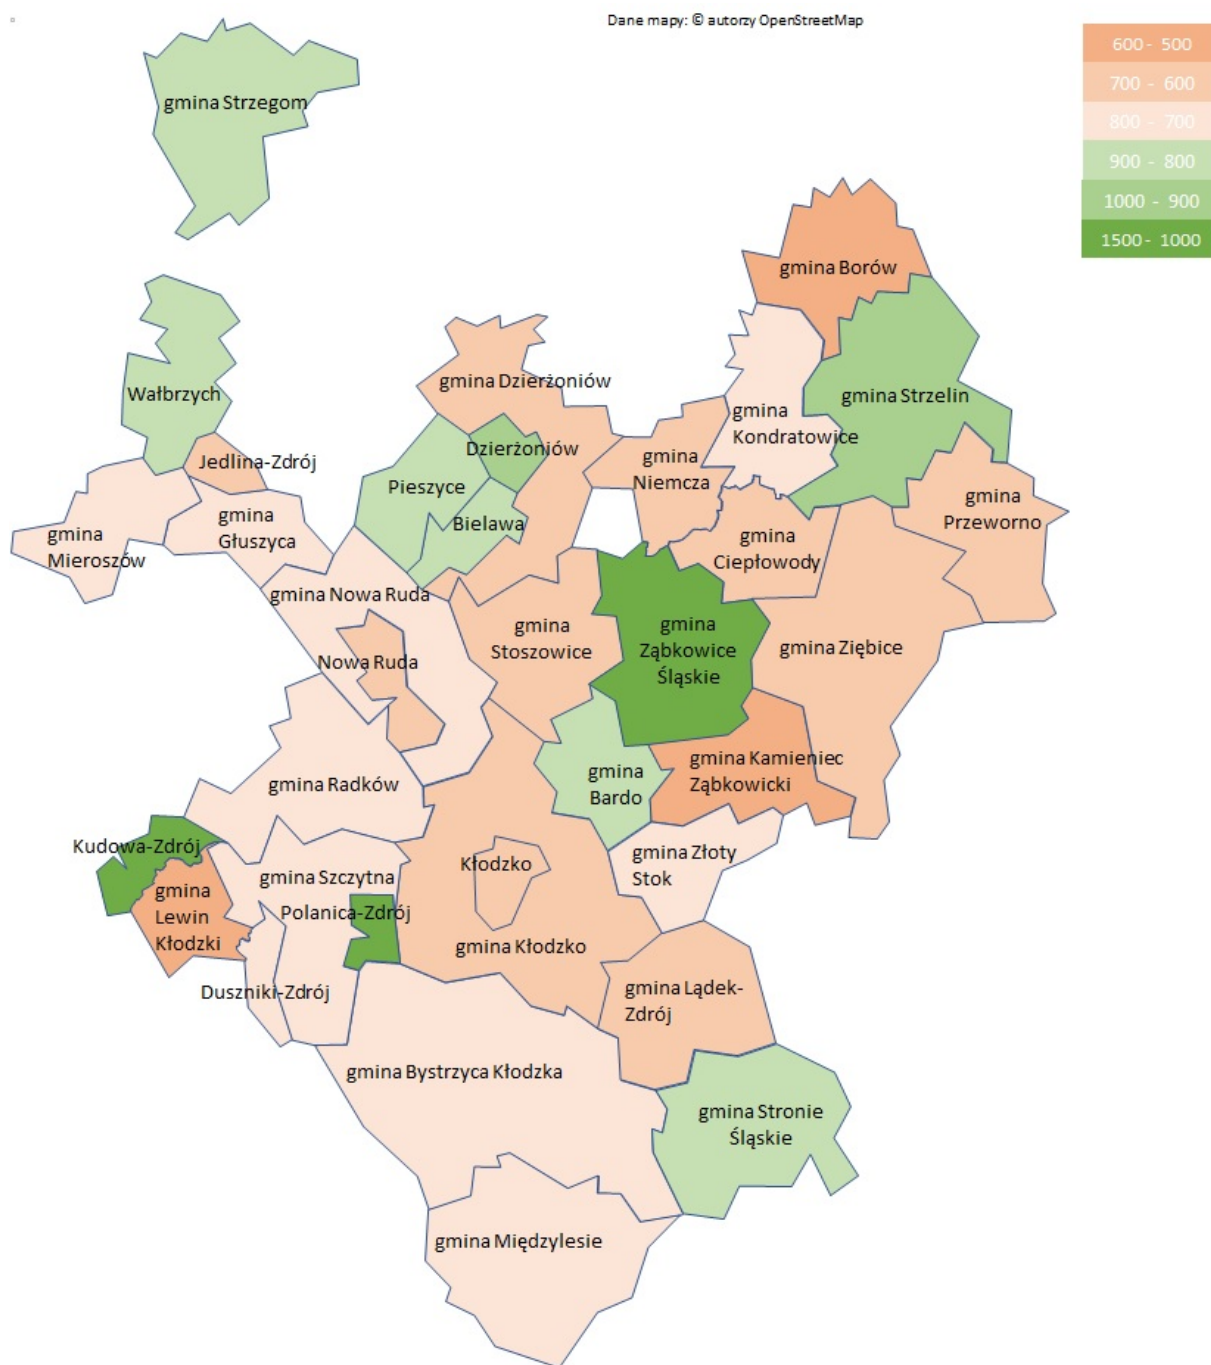 Dane mapy: © autorzy OpenStreetMap
600 - 500
700 - 600
800 - 700
900 - 800
1000 - 900
1500 - 1000
gmina Strzegom
gmina Borów
Wałbrzych
gmina Dzierżoniów
gmina Strzelin
gmina
Kondratowice
Jedlina-Zdrój
Dzierżoniów
gmina
Niemcza
Pieszyce
gmina
Przeworno
gmina
Głuszyca
Bielawa
gmina
Mieroszów
gmina
Ciepłowody
gmina Nowa Ruda
gmina
Stoszowice
gmina
Ząbkowice
Śląskie
gmina Ziębice
Nowa Ruda
gmina Radków
gmina
Bardo
gmina Kamieniec
Ząbkowicki
Kudowa-Zdrój
gmina Złoty
Stok
Kłodzko
gmina Szczytna
gmina
Lewin
Kłodzki
Polanica-Zdrój
gmina Kłodzko
Duszniki-Zdrój
gmina Lądek-
Zdrój
gmina Bystrzyca Kłodzka
gmina Stronie
Śląskie
gmina Międzylesie